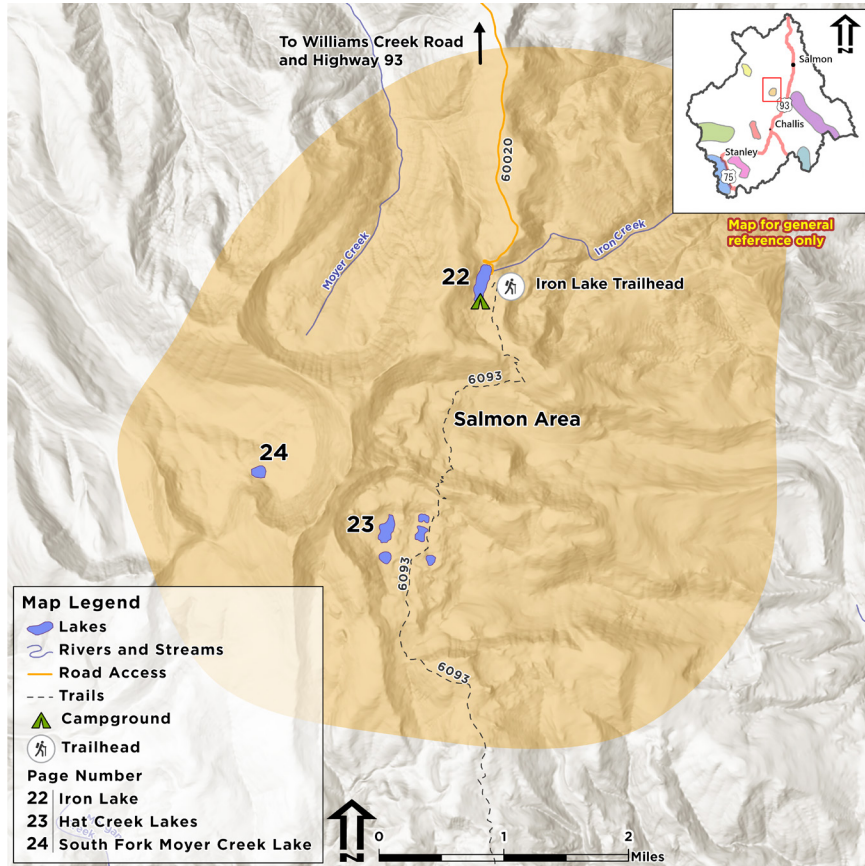 To Williams Creek Road
and Highway 93
N
Salmon
93
Challis
Stanley
75
Map for general
reference only
60020
Moyer Creek
Iron Creek
22
Iron Lake Trailhead
6093
Salmon Area
24
23
6093
6093
Map Legend
Lakes
Rivers and Streams
Road Access
Trails
Campground
Trailhead
Page Number
22 Iron Lake
23 Hat Creek Lakes
24 South Fork Moyer Creek Lake
N
0 1 2
Miles